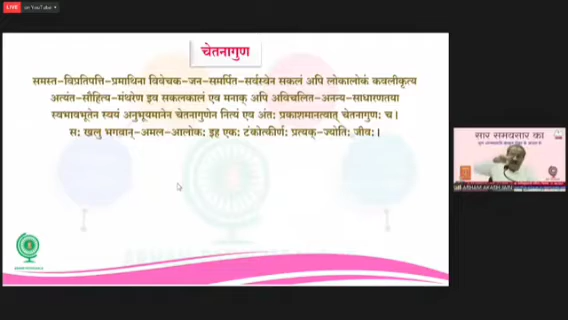 LIVE on YouTube
चेतनागुण
समस्त-विप्रतिपत्ति-प्रमाथिना विवेचक-जन-समर्पित-सर्वस्वेन सकलं अपि लोकालोकं कवलीकृत्य
अत्यंत-सौहित्य-मंथरेण इव सकलकालं एव मनाक् अपि अविचलित-अनन्य-साधारणतया
स्वभावभूतेन स्वयं अनुभूयमानेन चेतनागुणेन नित्यं एव अंतः प्रकाशमानत्वात् चेतनागुणः च।
सः खलु भगवान्-अमल-आलोकः इह एकः टंकोत्कीर्णः प्रत्यक्-ज्योतिः जीवः।
सार समयसार का